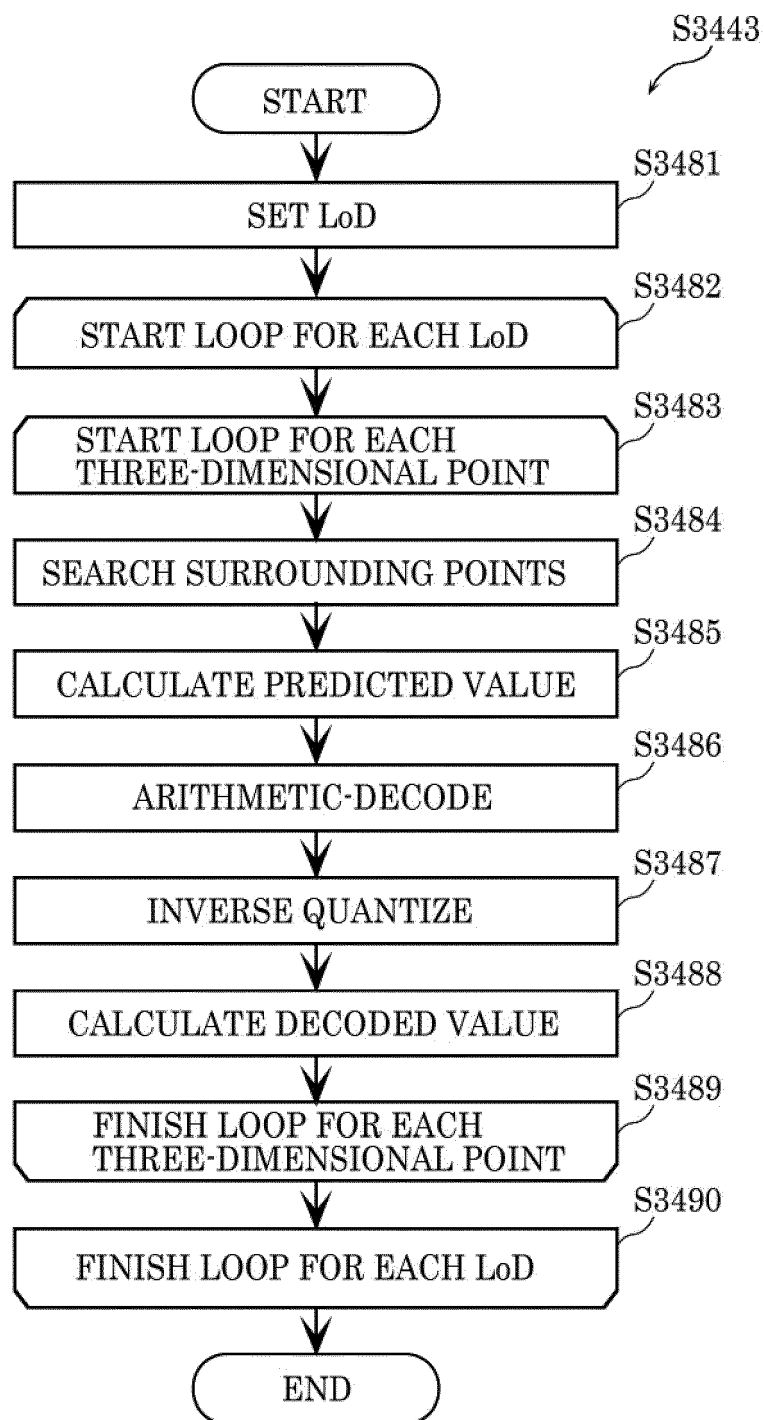 S3443
START
S3481
SET LoD
S3482
START LOOP FOR EACH LoD
S3483
START LOOP FOR EACH
THREE-DIMENSIONAL POINT
S3484
SEARCH SURROUNDING POINTS
S3485
CALCULATE PREDICTED VALUE
S3486
ARITHMETIC-DECODE
S3487
INVERSE QUANTIZE
S3488
CALCULATE DECODED VALUE
S3489
FINISH LOOP FOR EACH
THREE-DIMENSIONAL POINT
S3490
FINISH LOOP FOR EACH LoD
END